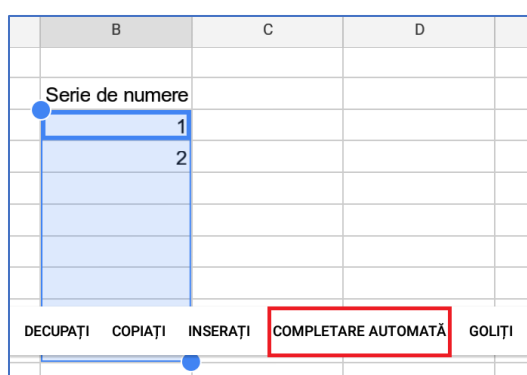 B C D
Serie de numere
1
2
DECUPAȚI COPIAȚI INSERAȚI COMPLETARE AUTOMATĂ GOLIȚI